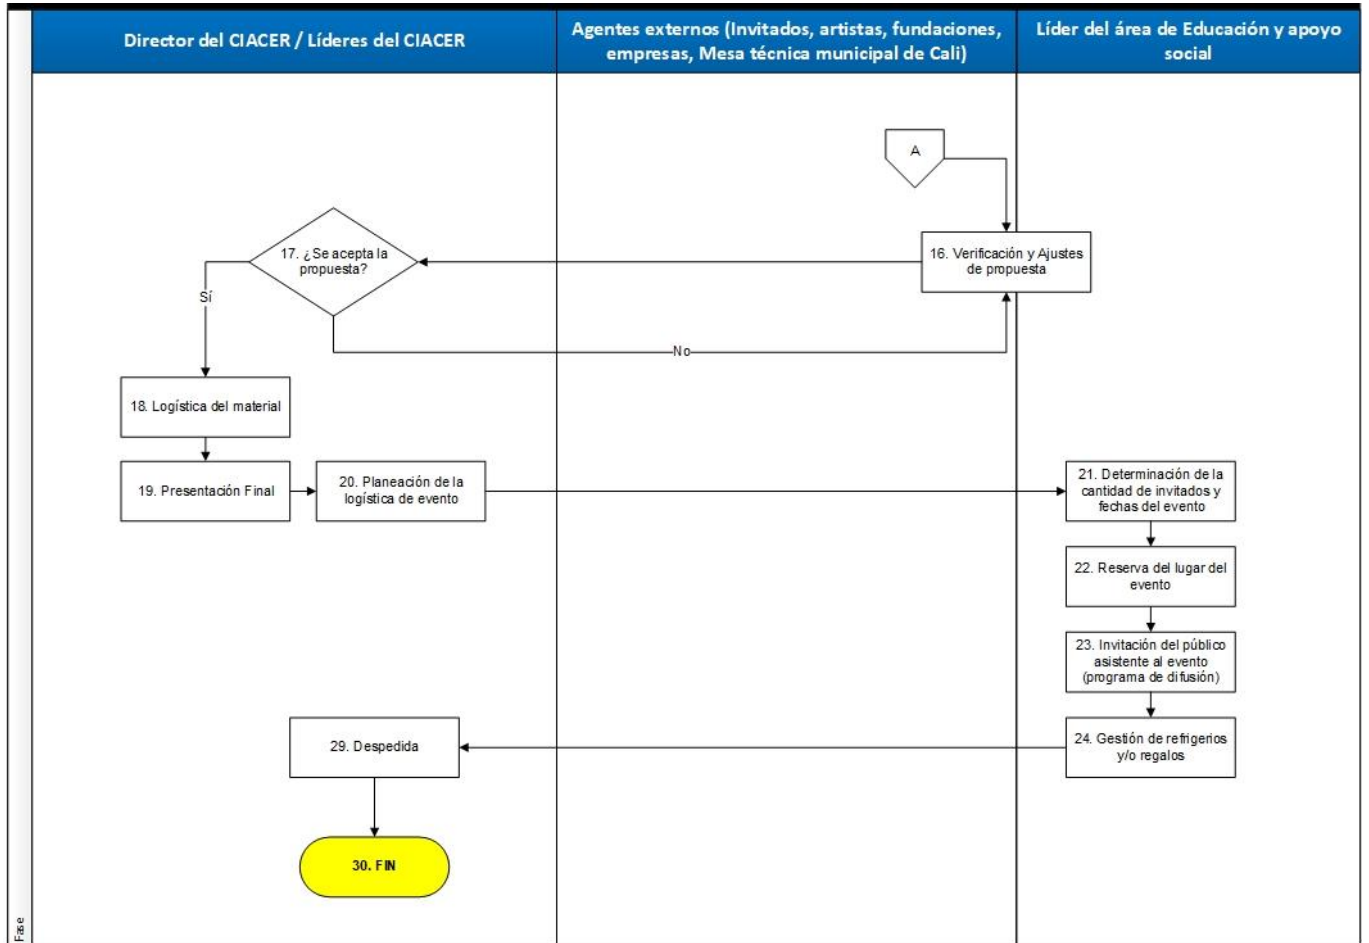 Director del CIACER / Líderes del CIACER
Agentes externos (Invitados, artistas, fundaciones,
empresas, Mesa técnica municipal de Cali)
Líder del área de Educación y apoyo
social
A
17. ¿Se acepta la
propuesta?
16. Verificación y Ajustes
de propuesta
Sí
No
18. Logística del material
19. Presentación Final
20. Planeación de la
logística de evento
21. Determinación de la
cantidad de invitados y
fechas del evento
22. Reserva del lugar del
evento
23. Invitación del público
asistente al evento
(programa de difusión)
24. Gestión de refrigerios
y/o regalos
29. Despedida
30. FIN
Fase